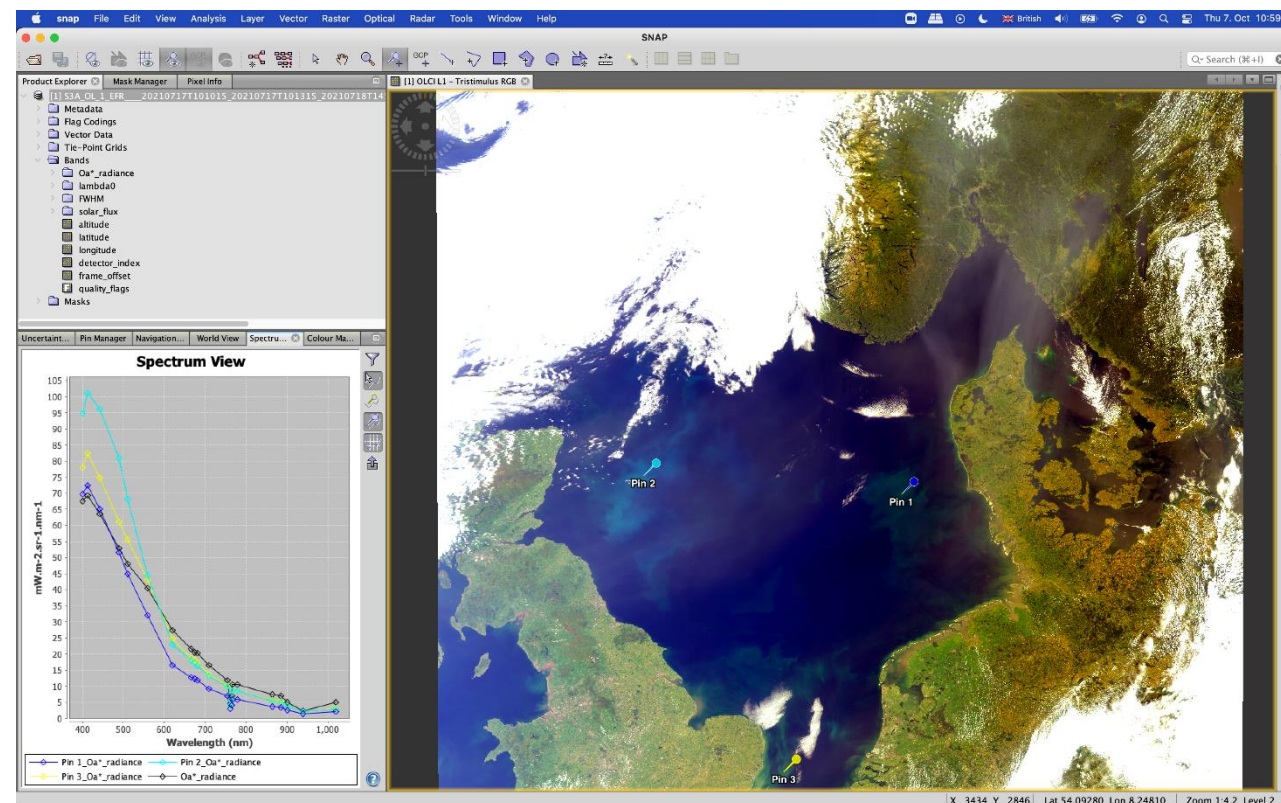 snap File Edit View Analysis Layer Vector Raster Optical Radar Tools Window Help British Thu 7. Oct 10:59
SNAP
GCP
Search (⌘+I)
Product Explorer Mask Manager Pixel Info
[1] OLCI L1 - Tristimulus RGB
[1] S3A_OL_1_EFR____20210717T101015_20210717T101315_20210718T14
Metadata
Flag Codings
Vector Data
Tie-Point Grids
Bands
Oa*_radiance
lambda0
FWHM
solar_flux
altitude
latitude
longitude
detector_index
frame_offset
quality_flags
Masks
Uncertaint... Pin Manager Navigation... World View Spectru... Colour Ma...
Spectrum View
105
100
95
90
85
80
75
70
65
60
55
50
45
40
35
30
25
20
15
10
5
0
mW.m-2.sr-1.nm-1
400 500 600 700 800 900 1,000
Wavelength (nm)
Pin 1_Oa*_radiance Pin 2_Oa*_radiance
Pin 3_Oa*_radiance Oa*_radiance
Pin 2
Pin 1
Pin 3
X 3434 Y 2846 Lat 54.09280 Lon 8.24810 Zoom 1:4.2 Level 2